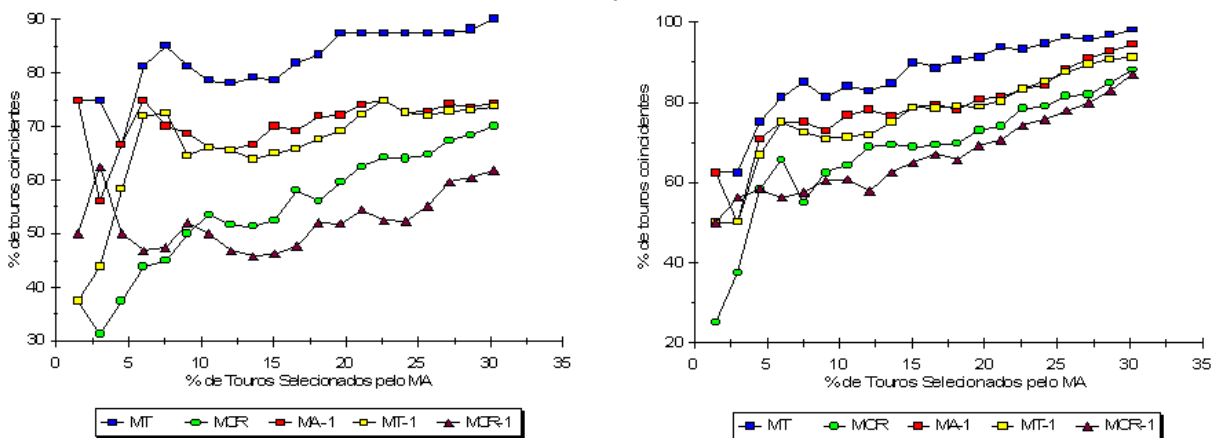 90
80
70
60
50
40
30
% de touros coincidentes
0 5 10 15 20 25 30 35
% de Touros Selecionados pelo MA
MT MCR MA-1 MT-1 MCR-1
100
80
60
40
20
% de touros coincidentes
0 5 10 15 20 25 30 35
% de Touros Selecionados pelo MA
MT MCR MA-1 MT-1 MCR-1